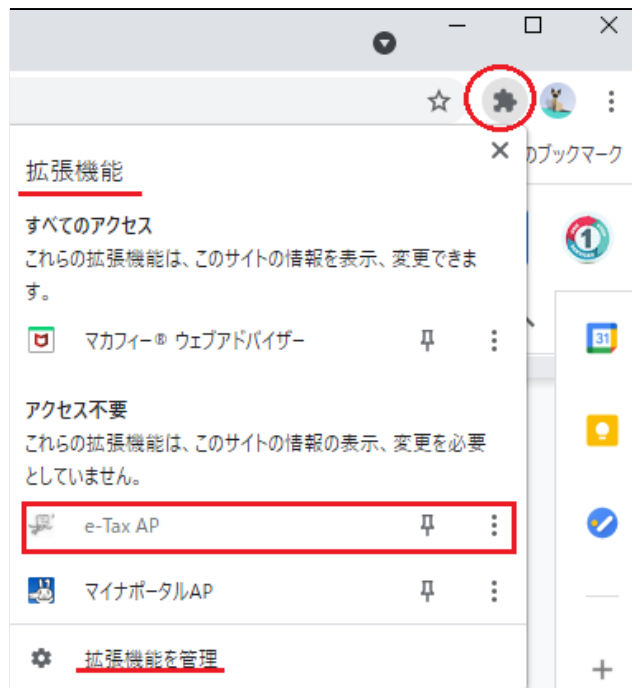 のブックマーク
拡張機能
すべてのアクセス
これらの拡張機能は、このサイトの情報を表示、変更できま
す。
マカフィー® ウェブアドバイザー
31
1
アクセス不要
これらの拡張機能は、このサイトの情報の表示、変更を必要
としていません。
e-Tax AP
マイナポータルAP
拡張機能を管理